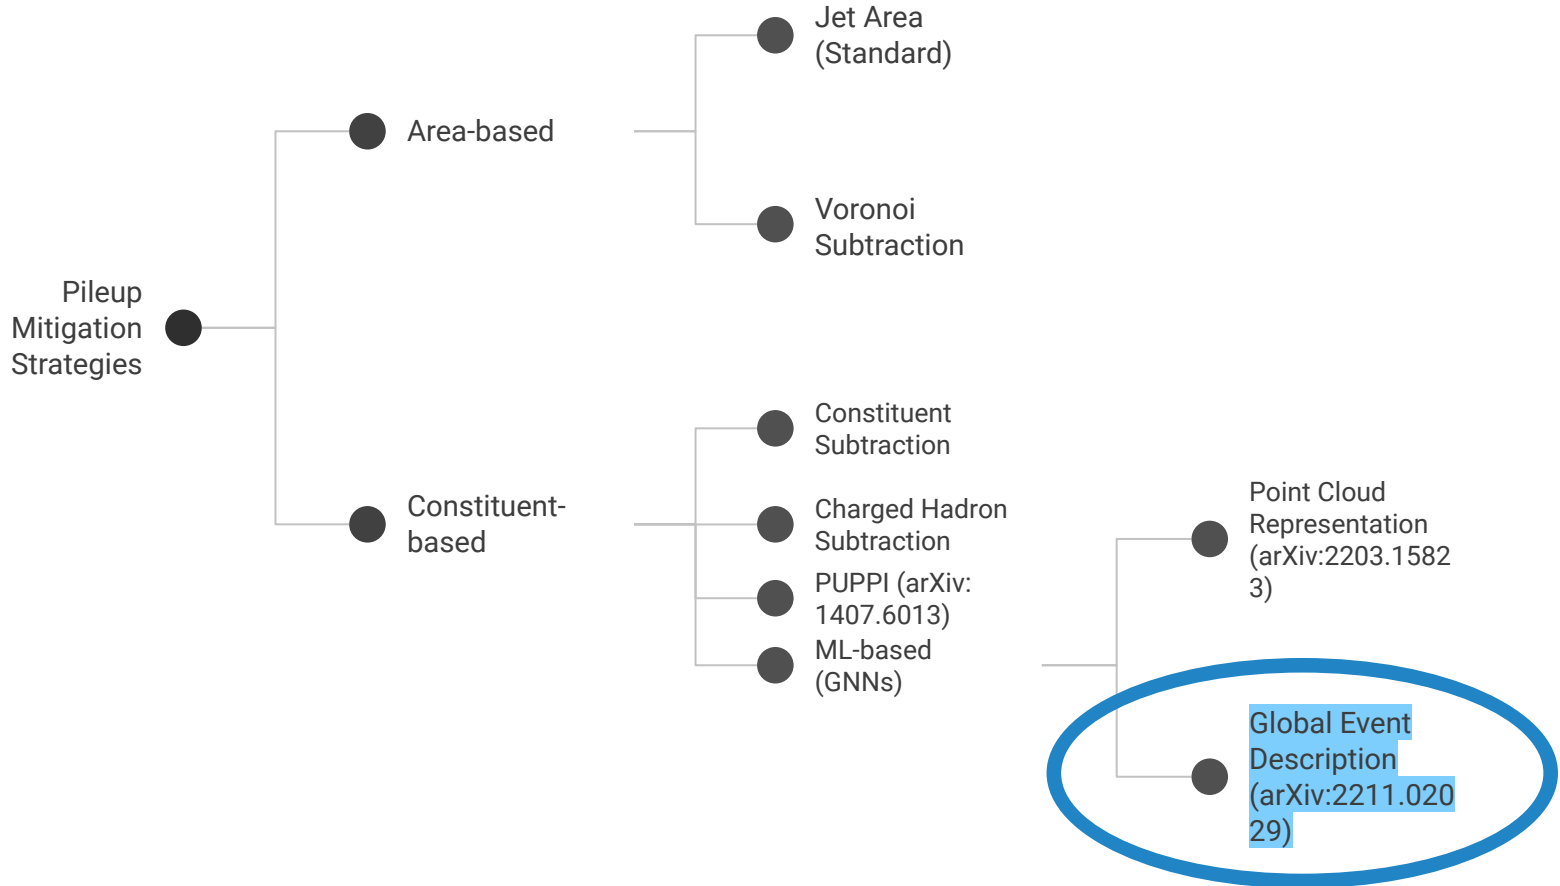 Jet Area
(Standard)
Area-based
Voronoi
Subtraction
Pileup
Mitigation
Strategies
Constituent
Subtraction
Constituent-
based
Charged Hadron
Subtraction
PUPPI (arXiv:
1407.6013)
ML-based
(GNNs)
Point Cloud
Representation
(arXiv:2203.1582
3)
Global Event
Description
(arXiv:2211.020
29)